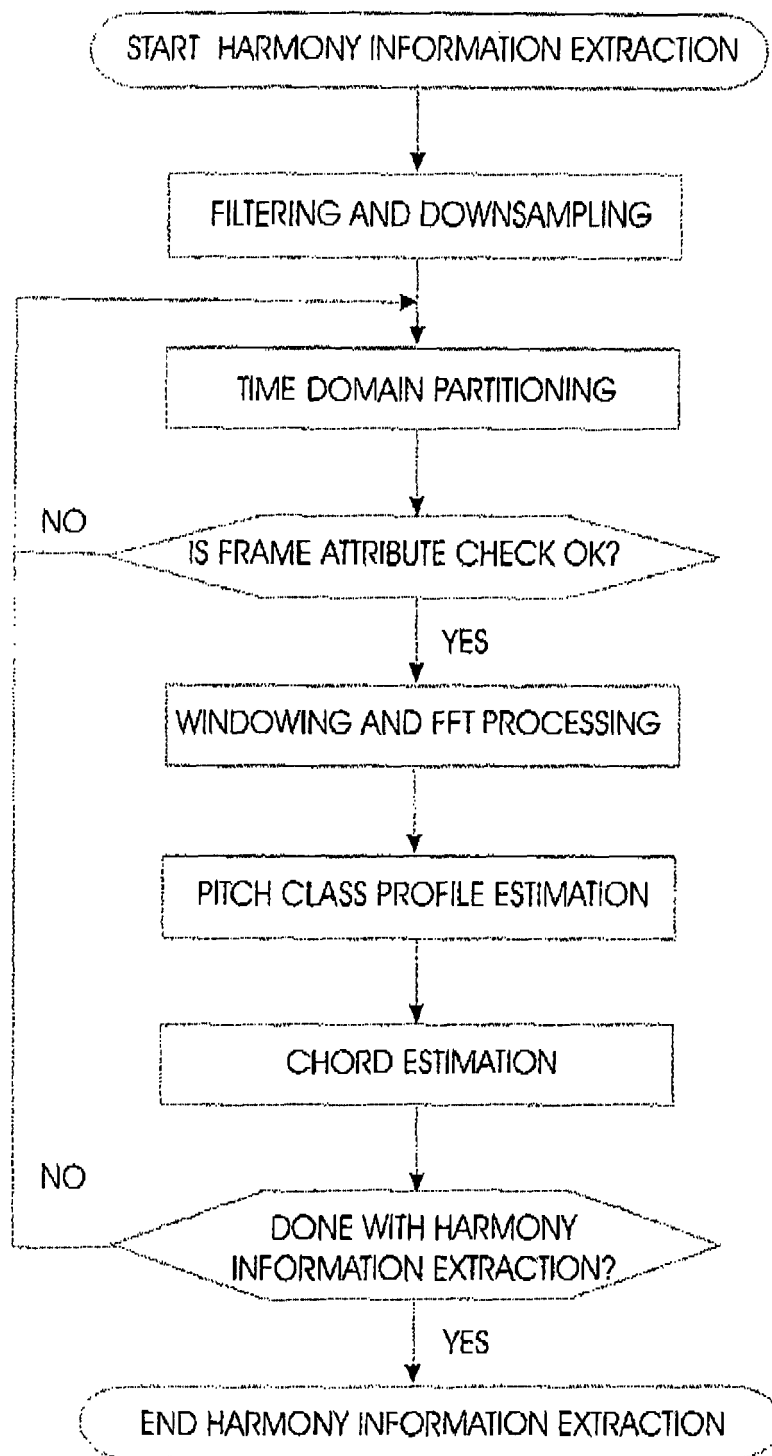 START HARMONY INFORMATION EXTRACTION
FILTERING AND DOWNSAMPLING
TIME DOMAIN PARTITIONING
NO
IS FRAME ATTRIBUTE CHECK OK?
YES
WINDOWING AND FFT PROCESSING
PITCH CLASS PROFILE ESTIMATION
CHORD ESTIMATION
NO
DONE WITH HARMONY
INFORMATION EXTRACTION?
YES
END HARMONY INFORMATION EXTRACTION